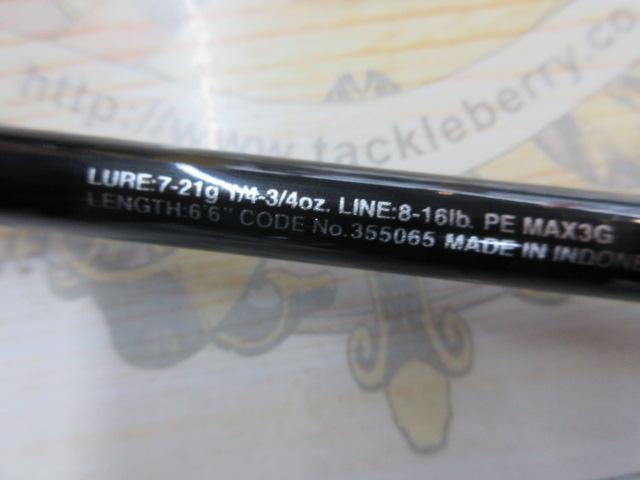 http://www.tackleberry.co
LURE:7-21g 1/4-3/4oz. LINE:8-16lb. PE MAX3G
LENGTH:6'6" CODE No.355065 MADE IN INDONE